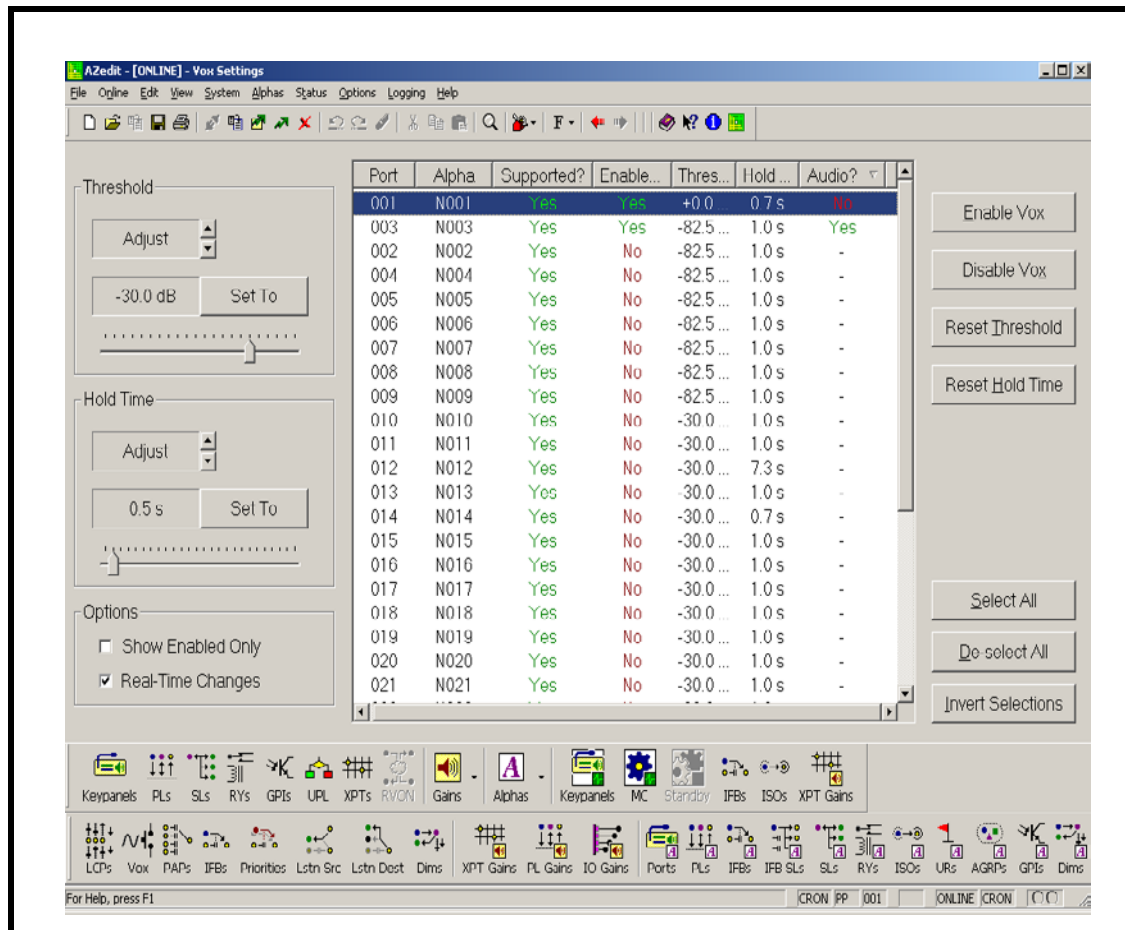 AZedit - [ONLINE] - Vox Settings
File Online Edit View System Alphas Status Options Logging Help
F
Threshold
Adjust
-30.0 dB Set To
Hold Time
Adjust
0.5 s Set To
Options
Show Enabled Only
Real-Time Changes
Port Alpha Supported? Enable... Thres... Hold ... Audio?
001 N001 Yes Yes +0.0 ... 0.7 s No
003 N003 Yes Yes -82.5 ... 1.0 s Yes
002 N002 Yes No -82.5 ... 1.0 s -
004 N004 Yes No -82.5 ... 1.0 s -
005 N005 Yes No -82.5 ... 1.0 s -
006 N006 Yes No -82.5 ... 1.0 s -
007 N007 Yes No -82.5 ... 1.0 s -
008 N008 Yes No -82.5 ... 1.0 s -
009 N009 Yes No -82.5 ... 1.0 s -
010 N010 Yes No -30.0 ... 1.0 s -
011 N011 Yes No -30.0 ... 1.0 s -
012 N012 Yes No -30.0 ... 7.3 s -
013 N013 Yes No -30.0 ... 1.0 s -
014 N014 Yes No -30.0 ... 0.7 s -
015 N015 Yes No -30.0 ... 1.0 s -
016 N016 Yes No -30.0 ... 1.0 s -
017 N017 Yes No -30.0 ... 1.0 s -
018 N018 Yes No -30.0 ... 1.0 s -
019 N019 Yes No -30.0 ... 1.0 s -
020 N020 Yes No -30.0 ... 1.0 s -
021 N021 Yes No -30.0 ... 1.0 s -
Enable Vox
Disable Vox
Reset Threshold
Reset Hold Time
Select All
De-select All
Invert Selections
Keypanels PLs SLs RYs GPIs UPL XPTs RVON Gains Alphas Keypanels MC Standby IFBs ISOs XPT Gains
LCPs Vox PAPs IFBs Priorities Lstn Src Lstn Dest Dims XPT Gains PL Gains IO Gains Ports PLs IFBs IFB SLs SLs RYs ISOs URs AGRPs GPIs Dims
For Help, press F1 CRON PP 001 ONLINE CRON